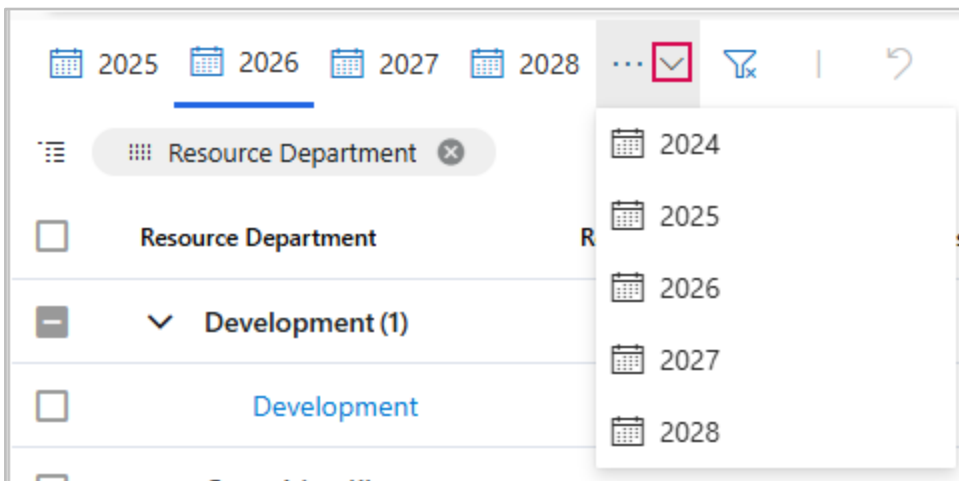 2025 2026 2027 2028 ...
Resource Department
Resource Department
Development (1)
Development
2024
2025
2026
2027
2028